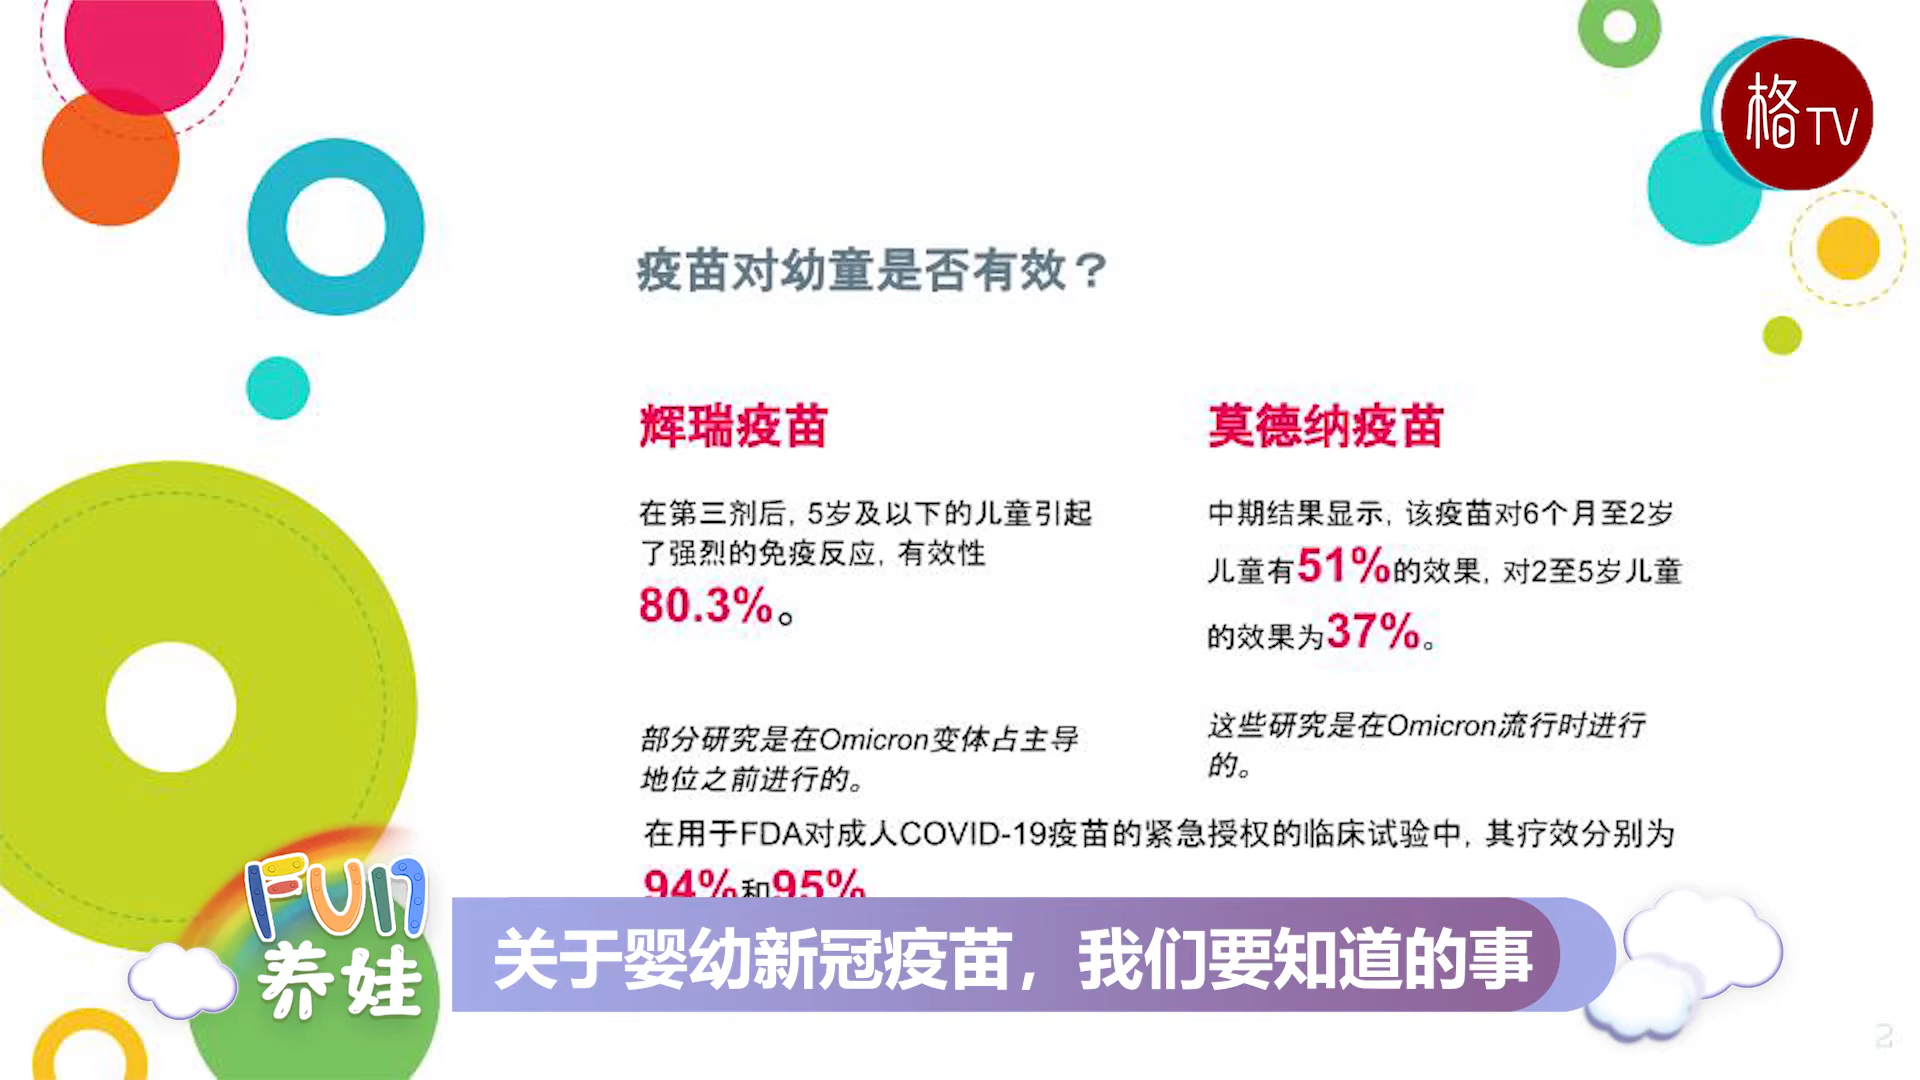 格TV
疫苗对幼童是否有效？
辉瑞疫苗
在第三剂后, 5岁及以下的儿童引起
了强烈的免疫反应, 有效性
80.3%。
部分研究是在Omicron变体占主导
地位之前进行的。
莫德纳疫苗
中期结果显示, 该疫苗对6个月至2岁
儿童有51%的效果, 对2至5岁儿童
的效果为37%。
这些研究是在Omicron流行时进行
的。
在用于FDA对成人COVID-19疫苗的紧急授权的临床试验中, 其疗效分别为
94%和95%
Fun
养娃
关于婴幼新冠疫苗，我们要知道的事
2